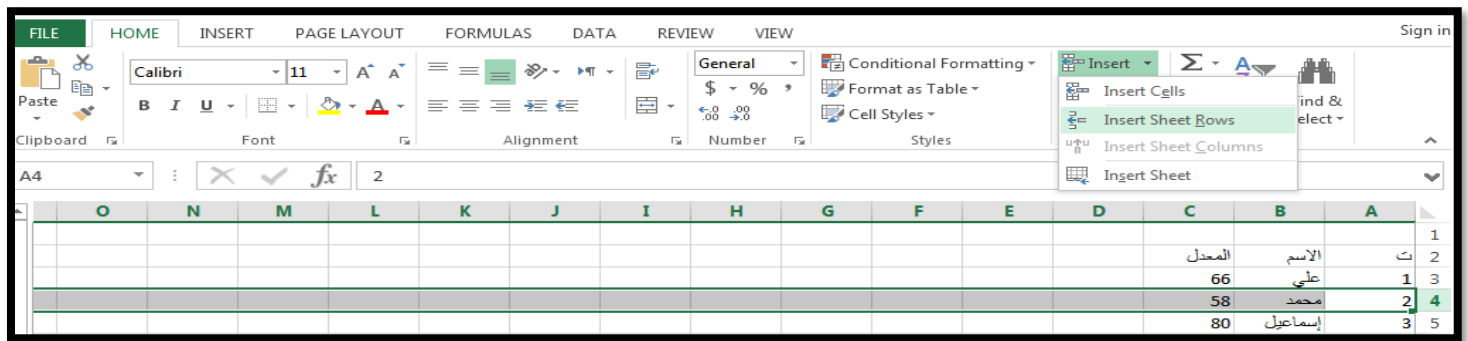 FILE HOME INSERT PAGE LAYOUT FORMULAS DATA REVIEW VIEW Sign in
Paste
Clipboard
Calibri 11
B I U
Font
Alignment
General
$ % ,
Number
Conditional Formatting
Format as Table
Cell Styles
Styles
Insert
Insert Cells
Insert Sheet Rows
Insert Sheet Columns
Insert Sheet
ind &
elect
A4 fx 2
O N M L K J I H G F E D C B A
1
2 ت الاسم المعدل
3 1 علي 66
4 2 محمد 58
5 3 إسماعيل 80